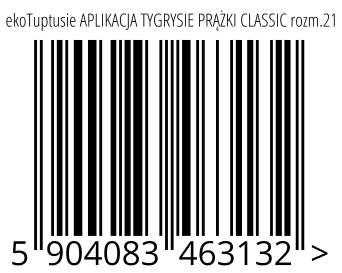 ekoTuptusie APLIKACJA TYGRYSIE PRĄŻKI CLASSIC rozm.21
5 904083 463132 >